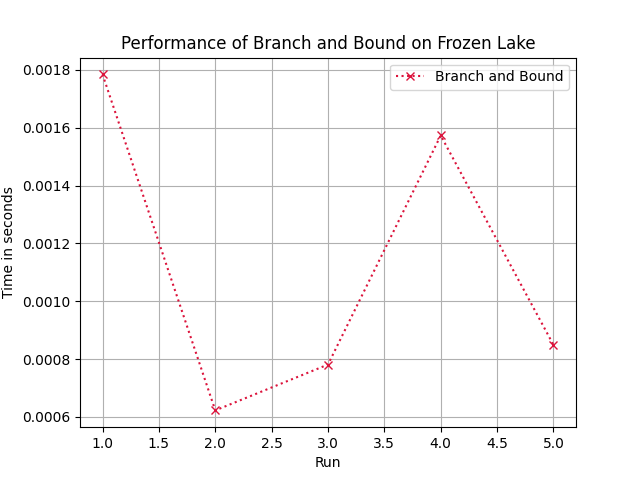 Performance of Branch and Bound on Frozen Lake
Branch and Bound
Time in seconds
0.0018
0.0016
0.0014
0.0012
0.0010
0.0008
0.0006
1.0 1.5 2.0 2.5 3.0 3.5 4.0 4.5 5.0
Run